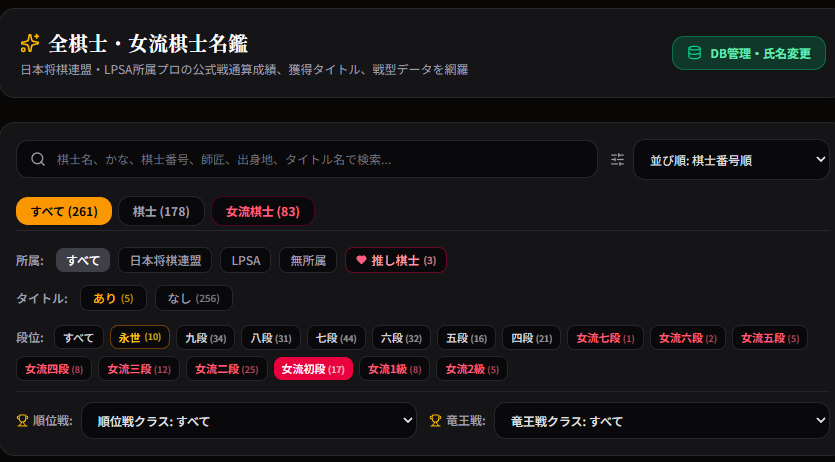 全棋士・女流棋士名鑑
日本将棋連盟・LPSA所属プロの公式戦通算成績、獲得タイトル、戦型データを網羅
DB管理・氏名変更
棋士名、かな、棋士番号、師匠、出身地、タイトル名で検索...
並び順: 棋士番号順
すべて (261) 棋士 (178) 女流棋士 (83)
所属: すべて 日本将棋連盟 LPSA 無所属 推し棋士 (3)
タイトル: あり (5) なし (256)
段位: すべて 永世 (10) 九段 (34) 八段 (31) 七段 (44) 六段 (32) 五段 (16) 四段 (21) 女流七段 (1) 女流六段 (2) 女流五段 (5)
女流四段 (8) 女流三段 (12) 女流二段 (25) 女流初段 (17) 女流1級 (8) 女流2級 (5)
順位戦: 順位戦クラス: すべて 竜王戦: 竜王戦クラス: すべて